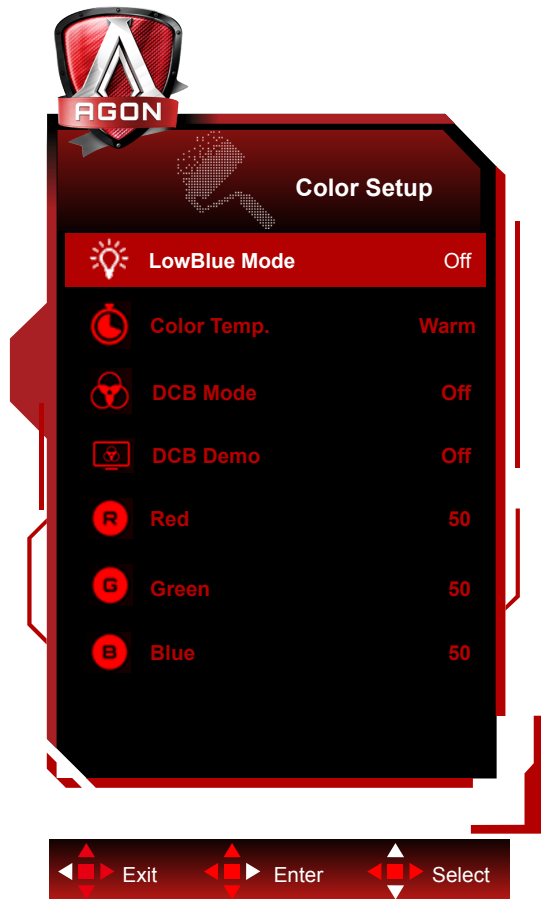 AGON
Color Setup
LowBlue Mode Off
Color Temp. Warm
DCB Mode Off
DCB Demo Off
R Red 50
G Green 50
B Blue 50
Exit Enter Select